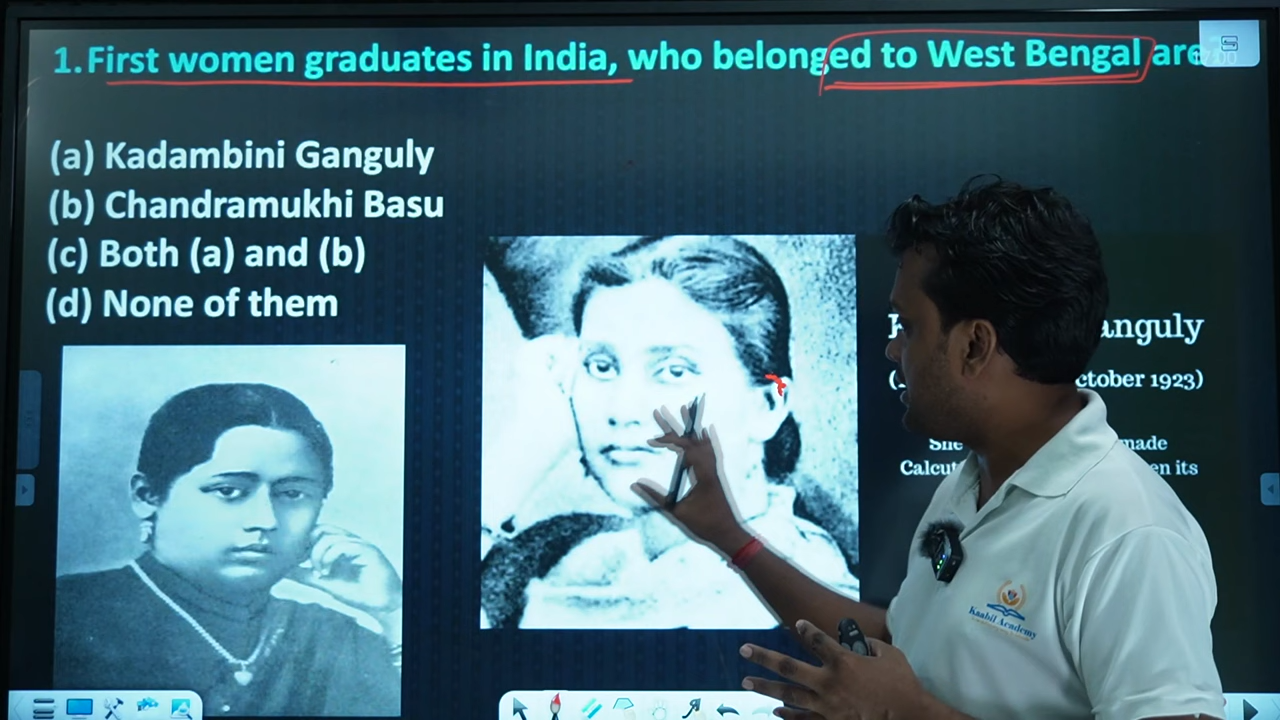 1. First women graduates in India, who belonged to West Bengal are
(a) Kadambini Ganguly
(b) Chandramukhi Basu
(c) Both (a) and (b)
(d) None of them
anguly
ctober 1923)
She made
Calcut en its
Kaabil Academy